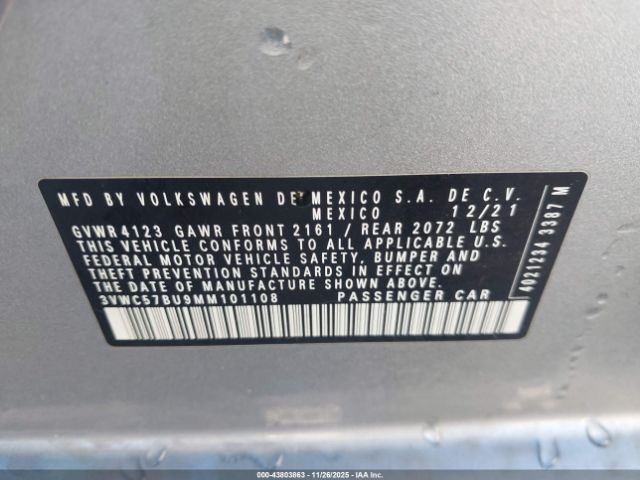 MFD BY VOLKSWAGEN DE MEXICO S.A. DE C.V.
MEXICO 12/21
GVWR 4123 GAWR FRONT 2161 / REAR 2072 LBS
THIS VEHICLE CONFORMS TO ALL APPLICABLE U.S.
FEDERAL MOTOR VEHICLE SAFETY, BUMPER AND
THEFT PREVENTION STANDARDS IN EFFECT ON
THE DATE OF MANUFACTURE SHOWN ABOVE.
3VWC57BU9MM101108 PASSENGER CAR
4021234 3387 M
000-43803863 | 11/26/2025 | COPART